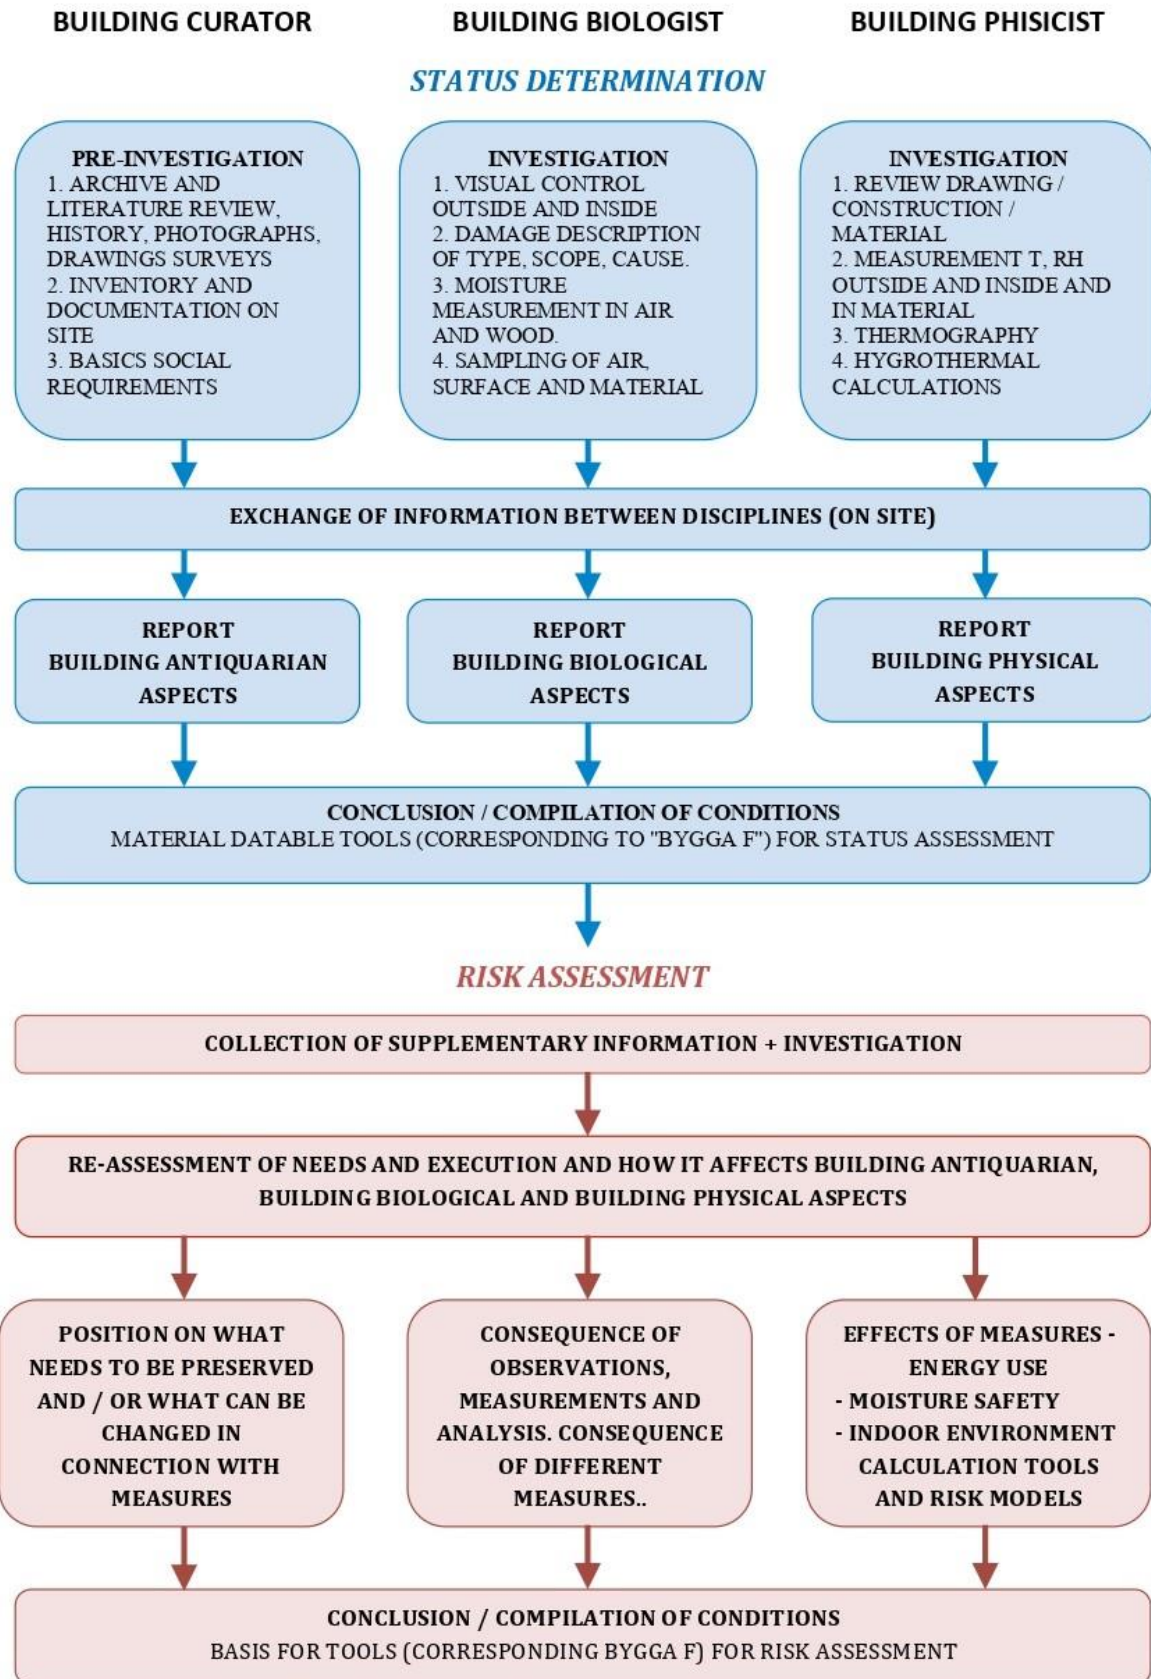 BUILDING CURATOR
BUILDING BIOLOGIST
BUILDING PHISICIST
STATUS DETERMINATION
PRE-INVESTIGATION
1. ARCHIVE AND
LITERATURE REVIEW,
HISTORY, PHOTOGRAPHS,
DRAWINGS SURVEYS
2. INVENTORY AND
DOCUMENTATION ON
SITE
3. BASICS SOCIAL
REQUIREMENTS
INVESTIGATION
1. VISUAL CONTROL
OUTSIDE AND INSIDE
2. DAMAGE DESCRIPTION
OF TYPE, SCOPE, CAUSE.
3. MOISTURE
MEASUREMENT IN AIR
AND WOOD.
4. SAMPLING OF AIR,
SURFACE AND MATERIAL
INVESTIGATION
1. REVIEW DRAWING /
CONSTRUCTION /
MATERIAL
2. MEASUREMENT T, RH
OUTSIDE AND INSIDE AND
IN MATERIAL
3. THERMOGRAPHY
4. HYGROTHERMAL
CALCULATIONS
EXCHANGE OF INFORMATION BETWEEN DISCIPLINES (ON SITE)
REPORT
BUILDING ANTIQUARIAN
ASPECTS
REPORT
BUILDING BIOLOGICAL
ASPECTS
REPORT
BUILDING PHYSICAL
ASPECTS
CONCLUSION / COMPILATION OF CONDITIONS
MATERIAL DATABLE TOOLS (CORRESPONDING TO "BYGGA F") FOR STATUS ASSESSMENT
RISK ASSESSMENT
COLLECTION OF SUPPLEMENTARY INFORMATION + INVESTIGATION
RE-ASSESSMENT OF NEEDS AND EXECUTION AND HOW IT AFFECTS BUILDING ANTIQUARIAN,
BUILDING BIOLOGICAL AND BUILDING PHYSICAL ASPECTS
POSITION ON WHAT
NEEDS TO BE PRESERVED
AND / OR WHAT CAN BE
CHANGED IN
CONNECTION WITH
MEASURES
CONSEQUENCE OF
OBSERVATIONS,
MEASUREMENTS AND
ANALYSIS. CONSEQUENCE
OF DIFFERENT
MEASURES..
EFFECTS OF MEASURES -
ENERGY USE
- MOISTURE SAFETY
- INDOOR ENVIRONMENT
CALCULATION TOOLS
AND RISK MODELS
CONCLUSION / COMPILATION OF CONDITIONS
BASIS FOR TOOLS (CORRESPONDING BYGGA F) FOR RISK ASSESSMENT